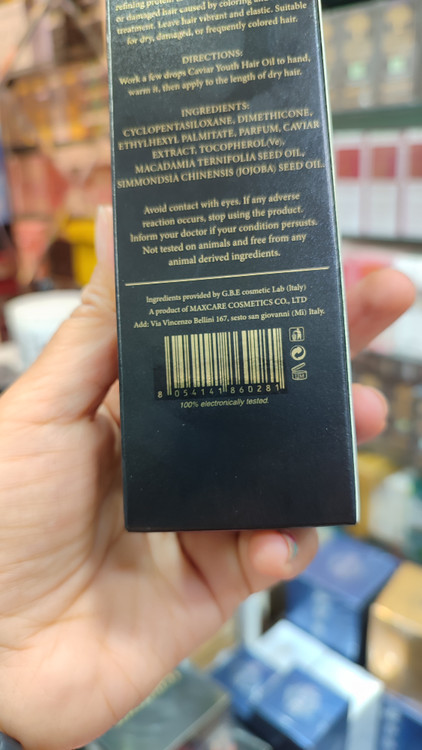 refining protein
or damaged hair caused by coloring and
treatment. Leave hair vibrant and elastic. Suitable
for dry, damaged, or frequently colored hair.
DIRECTIONS:
Work a few drops Caviar Youth Hair Oil to hand,
warm it, then apply to the length of dry hair.
INGREDIENTS:
CYCLOPENTASILOXANE, DIMETHICONE,
ETHYLHEXYL PALMITATE, PARFUM, CAVIAR
EXTRACT, TOCOPHEROL(Ve),
MACADAMIA TERNIFOLIA SEED OIL,
SIMMONDSIA CHINENSIS (JOJOBA) SEED OIL.
Avoid contact with eyes. If any adverse
reaction occurs, stop using the product.
Inform your doctor if your condition persusts.
Not tested on animals and free from any
animal derived ingredients.
Ingredients provided by G.B.E cosmetic Lab (Italy)
A product of MAXCARE COSMETICS CO., LTD
Add: Via Vincenzo Bellini 167, sesto san giovanni (Mi) Italy.
8 054141 860281
100% electronically tested.